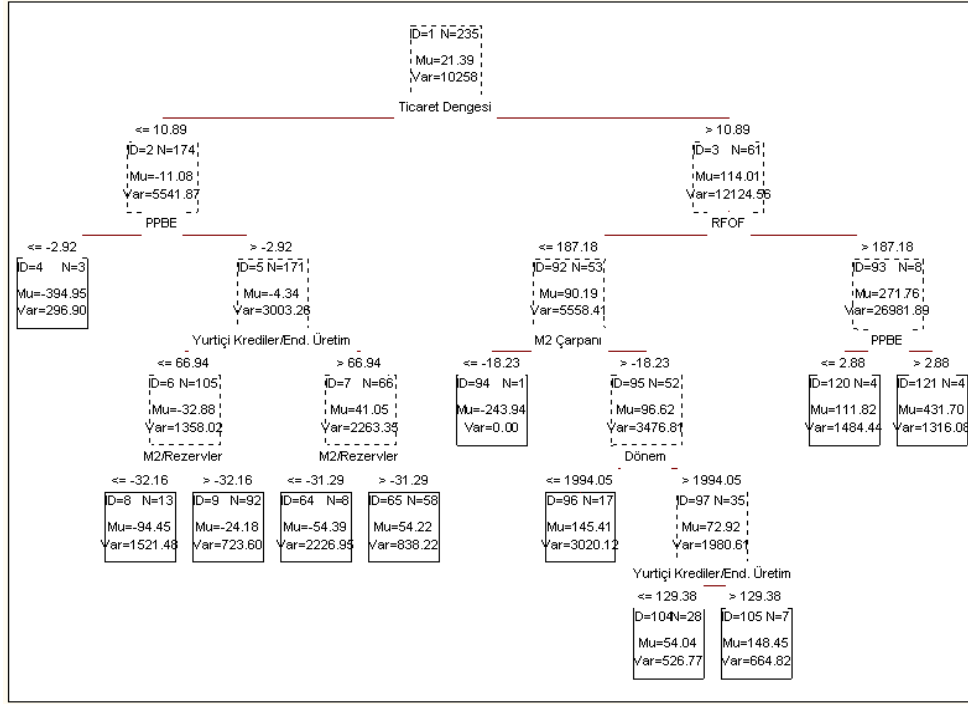 ID=1 N=235
Mu=21.39
Var=10258
Ticaret Dengesi
<= 10.89
> 10.89
ID=2 N=174
ID=3 N=61
Mu=-11.08
Mu=114.01
Var=5541.87
Var=12124.56
PPBE
RFOF
<= -2.92
> -2.92
<= 187.18
> 187.18
ID=4 N=3
ID=5 N=171
ID=92 N=53
ID=93 N=8
Mu=-394.95
Mu=-4.34
Mu=90.19
Mu=271.76
Var=296.90
Var=3003.26
Var=5558.41
Var=26981.89
Yurtiçi Krediler/End. Üretim
M2 Çarpanı
PPBE
<= 66.94
> 66.94
<= -18.23
> -18.23
<= 2.88
> 2.88
ID=6 N=105
ID=7 N=66
ID=94 N=1
ID=95 N=52
ID=120 N=4
ID=121 N=4
Mu=-32.88
Mu=41.05
Mu=-243.94
Mu=96.62
Mu=111.82
Mu=431.70
Var=1358.02
Var=2263.35
Var=0.00
Var=3476.81
Var=1484.44
Var=1316.08
M2/Rezervler
M2/Rezervler
Dönem
<= -32.16
> -32.16
<= -31.29
> -31.29
<= 1994.05
> 1994.05
ID=8 N=13
ID=9 N=92
ID=64 N=8
ID=65 N=58
ID=96 N=17
ID=97 N=35
Mu=-94.45
Mu=-24.18
Mu=-54.39
Mu=54.22
Mu=145.41
Mu=72.92
Var=1521.48
Var=723.60
Var=2226.95
Var=838.22
Var=3020.12
Var=1980.61
Yurtiçi Krediler/End. Üretim
<= 129.38
> 129.38
ID=104 N=28
ID=105 N=7
Mu=54.04
Mu=148.45
Var=526.77
Var=664.82